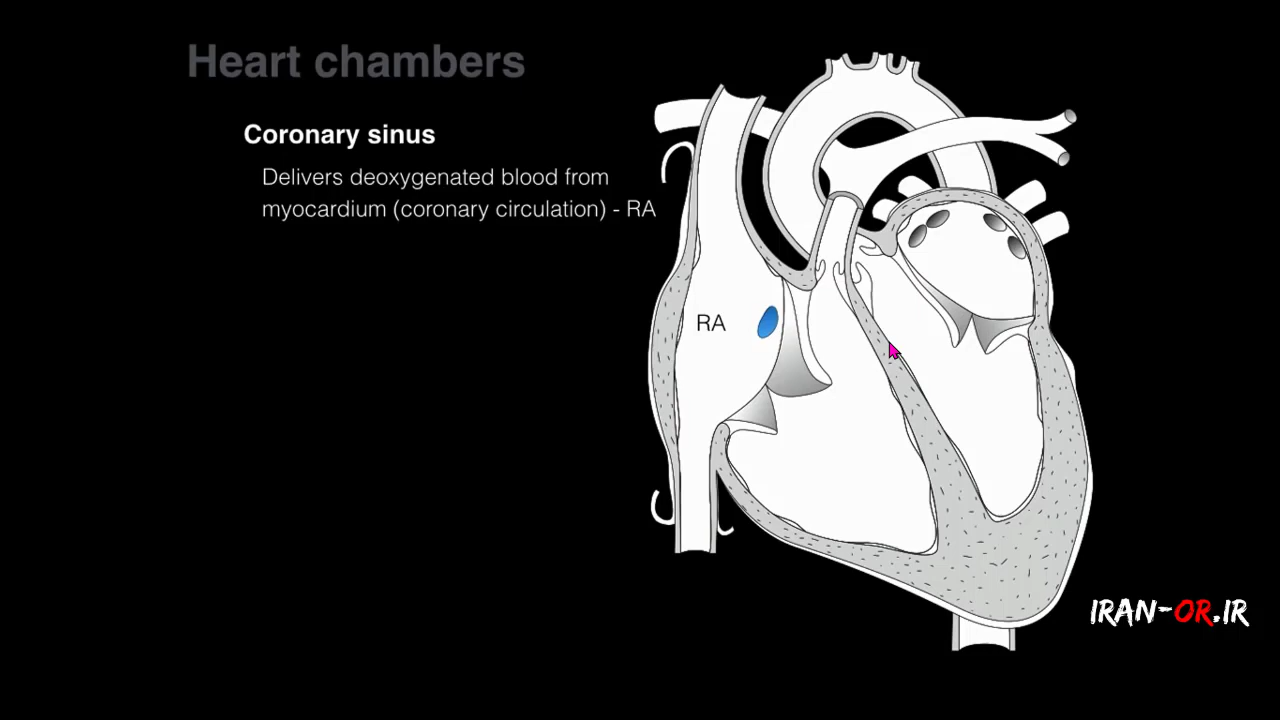 Heart chambers
Coronary sinus
Delivers deoxygenated blood from
myocardium (coronary circulation) - RA
RA
IRAN-OR.IR